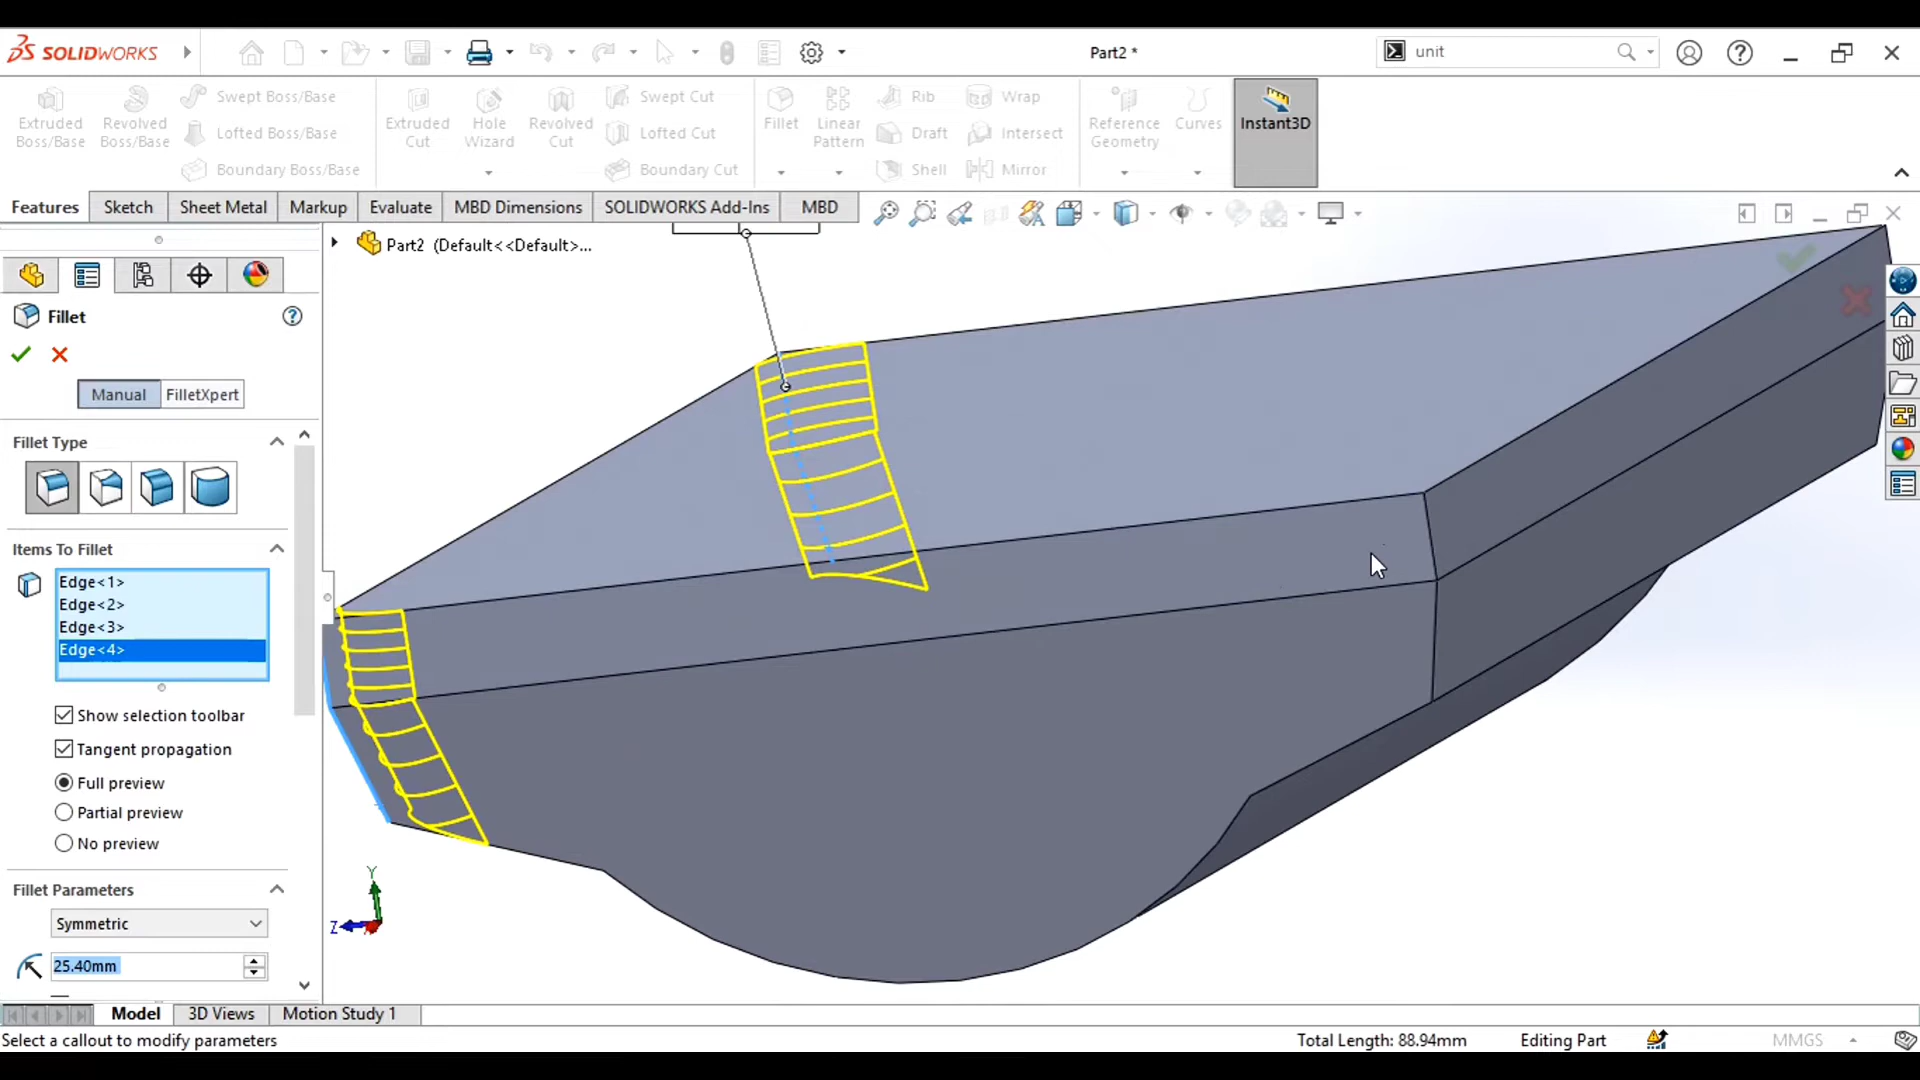 SOLIDWORKS
Part2 *
unit
Extruded Boss/Base
Revolved Boss/Base
Swept Boss/Base
Lofted Boss/Base
Boundary Boss/Base
Extruded Cut
Hole Wizard
Revolved Cut
Swept Cut
Lofted Cut
Boundary Cut
Fillet
Linear Pattern
Rib
Draft
Shell
Wrap
Intersect
Mirror
Reference Geometry
Curves
Instant3D
Features
Sketch
Sheet Metal
Markup
Evaluate
MBD Dimensions
SOLIDWORKS Add-Ins
MBD
Part2 (Default<<Default>...
Fillet
Manual
FilletXpert
Fillet Type
Items To Fillet
Edge<1>
Edge<2>
Edge<3>
Edge<4>
Show selection toolbar
Tangent propagation
Full preview
Partial preview
No preview
Fillet Parameters
Symmetric
25.40mm
Y
Z
Model
3D Views
Motion Study 1
Select a callout to modify parameters
Total Length: 88.94mm
Editing Part
MMGS